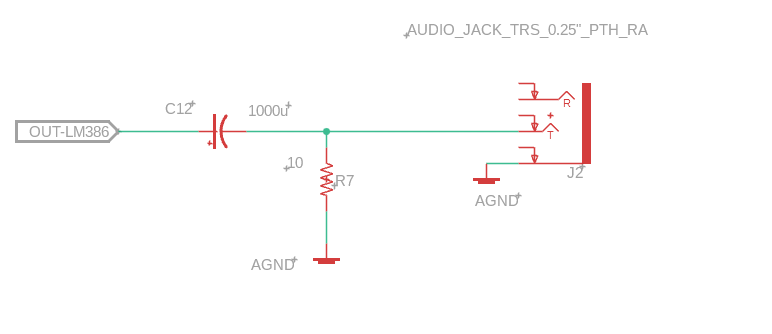 AUDIO_JACK_TRS_0.25"_PTH_RA
C12
1000u
R
OUT-LM386
T
10
R7
J2
AGND
AGND